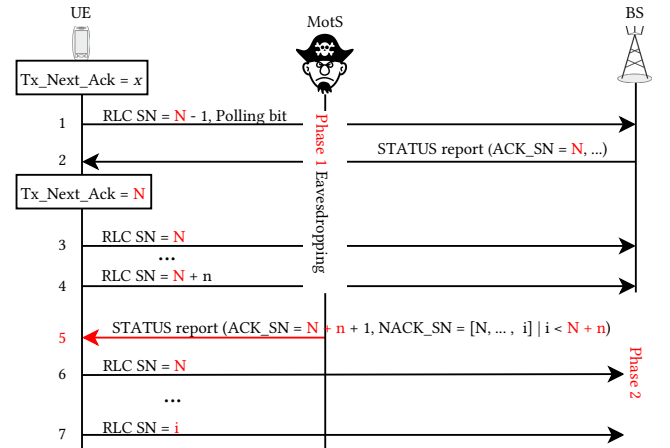 UE
MotS
BS
Tx_Next_Ack = x
1
RLC SN = N - 1, Polling bit
Phase 1 Eavesdropping
2
STATUS report (ACK_SN = N, ...)
Tx_Next_Ack = N
3
RLC SN = N
...
4
RLC SN = N + n
5
STATUS report (ACK_SN = N + n + 1, NACK_SN = [N, ... , i] | i < N + n)
Phase 2
6
RLC SN = N
...
7
RLC SN = i